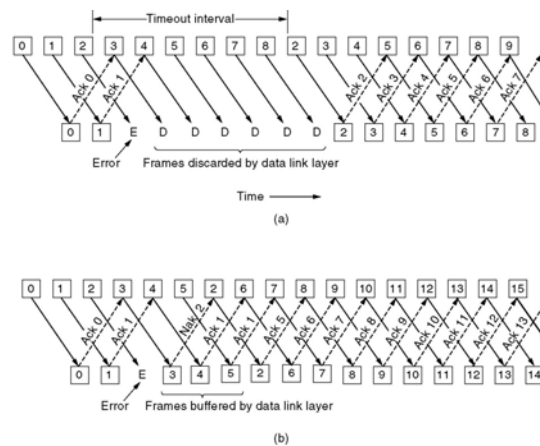 Timeout interval
0 1 2 3 4 5 6 7 8 2 3 4 5 6 7 8 9
Ack 0 Ack 1 Ack 2 Ack 3 Ack 4 Ack 5 Ack 6 Ack 7
0 1 E D D D D D D 2 3 4 5 6 7 8
Error
Frames discarded by data link layer
Time
(a)
0 1 2 3 4 5 2 6 7 8 9 10 11 12 13 14 15
Ack 0 Ack 1 Nak 2 Ack 1 Ack 1 Ack 5 Ack 6 Ack 7 Ack 8 Ack 9 Ack 10 Ack 11 Ack 12 Ack 13
0 1 E 3 4 5 2 6 7 8 9 10 11 12 13 14
Error
Frames buffered by data link layer
(b)